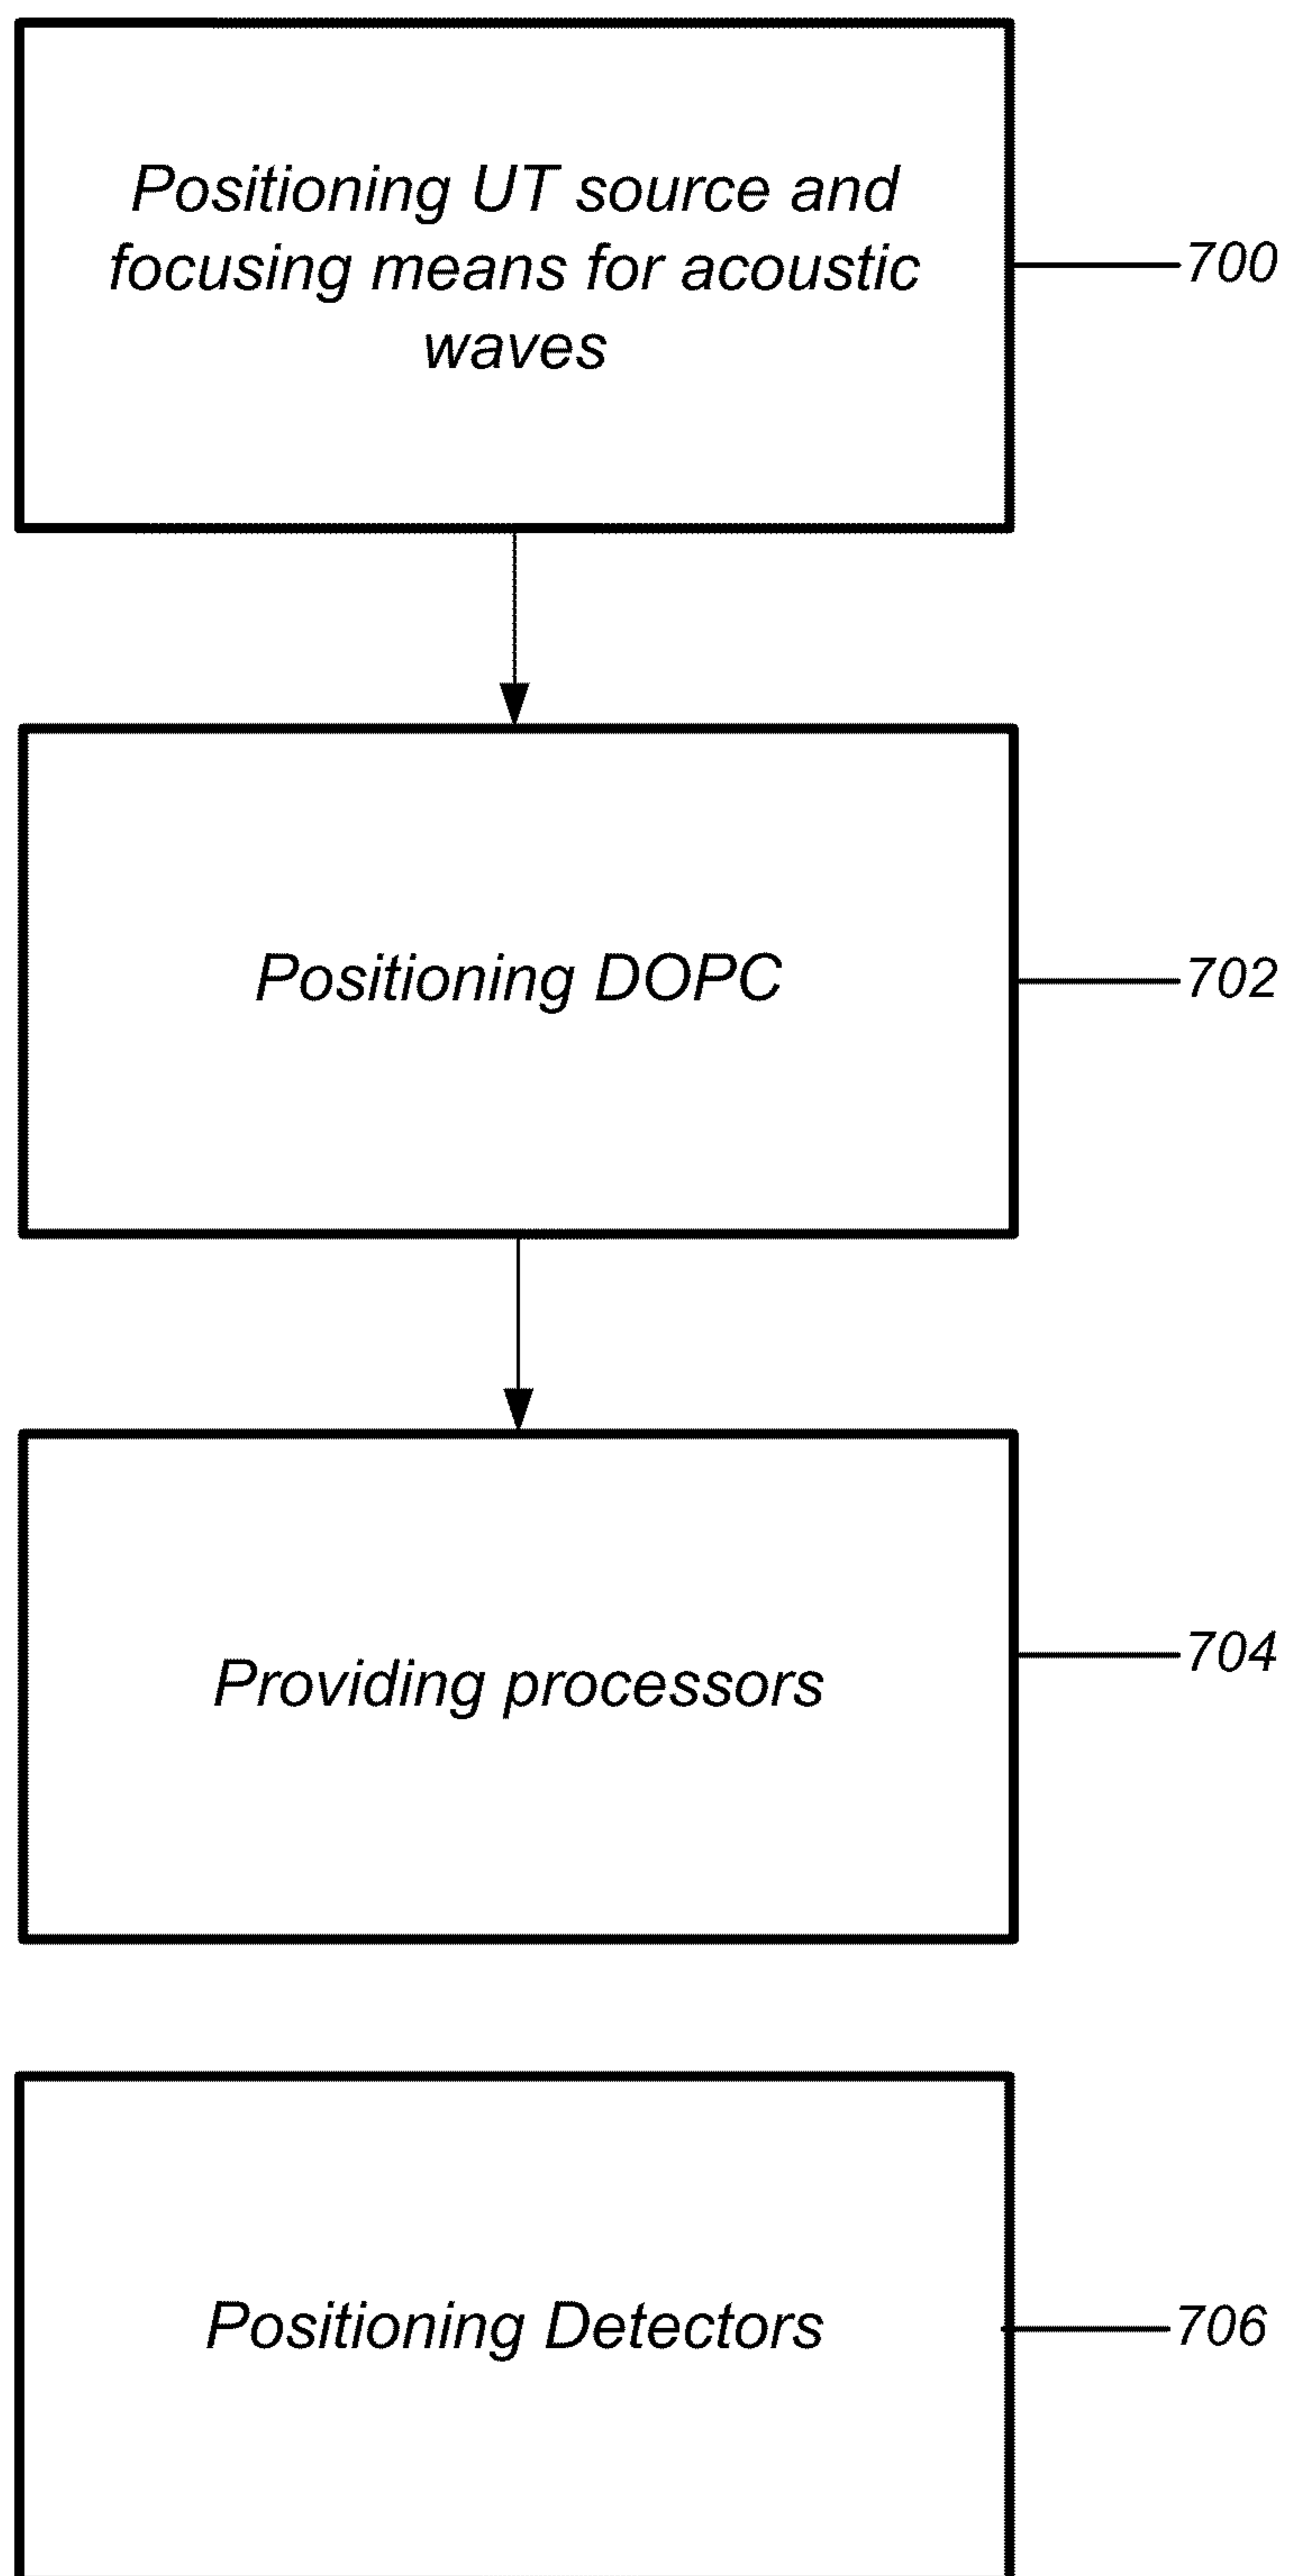 Positioning UT source and
focusing means for acoustic
waves
700
Positioning DOPC
702
Providing processors
704
Positioning Detectors
706